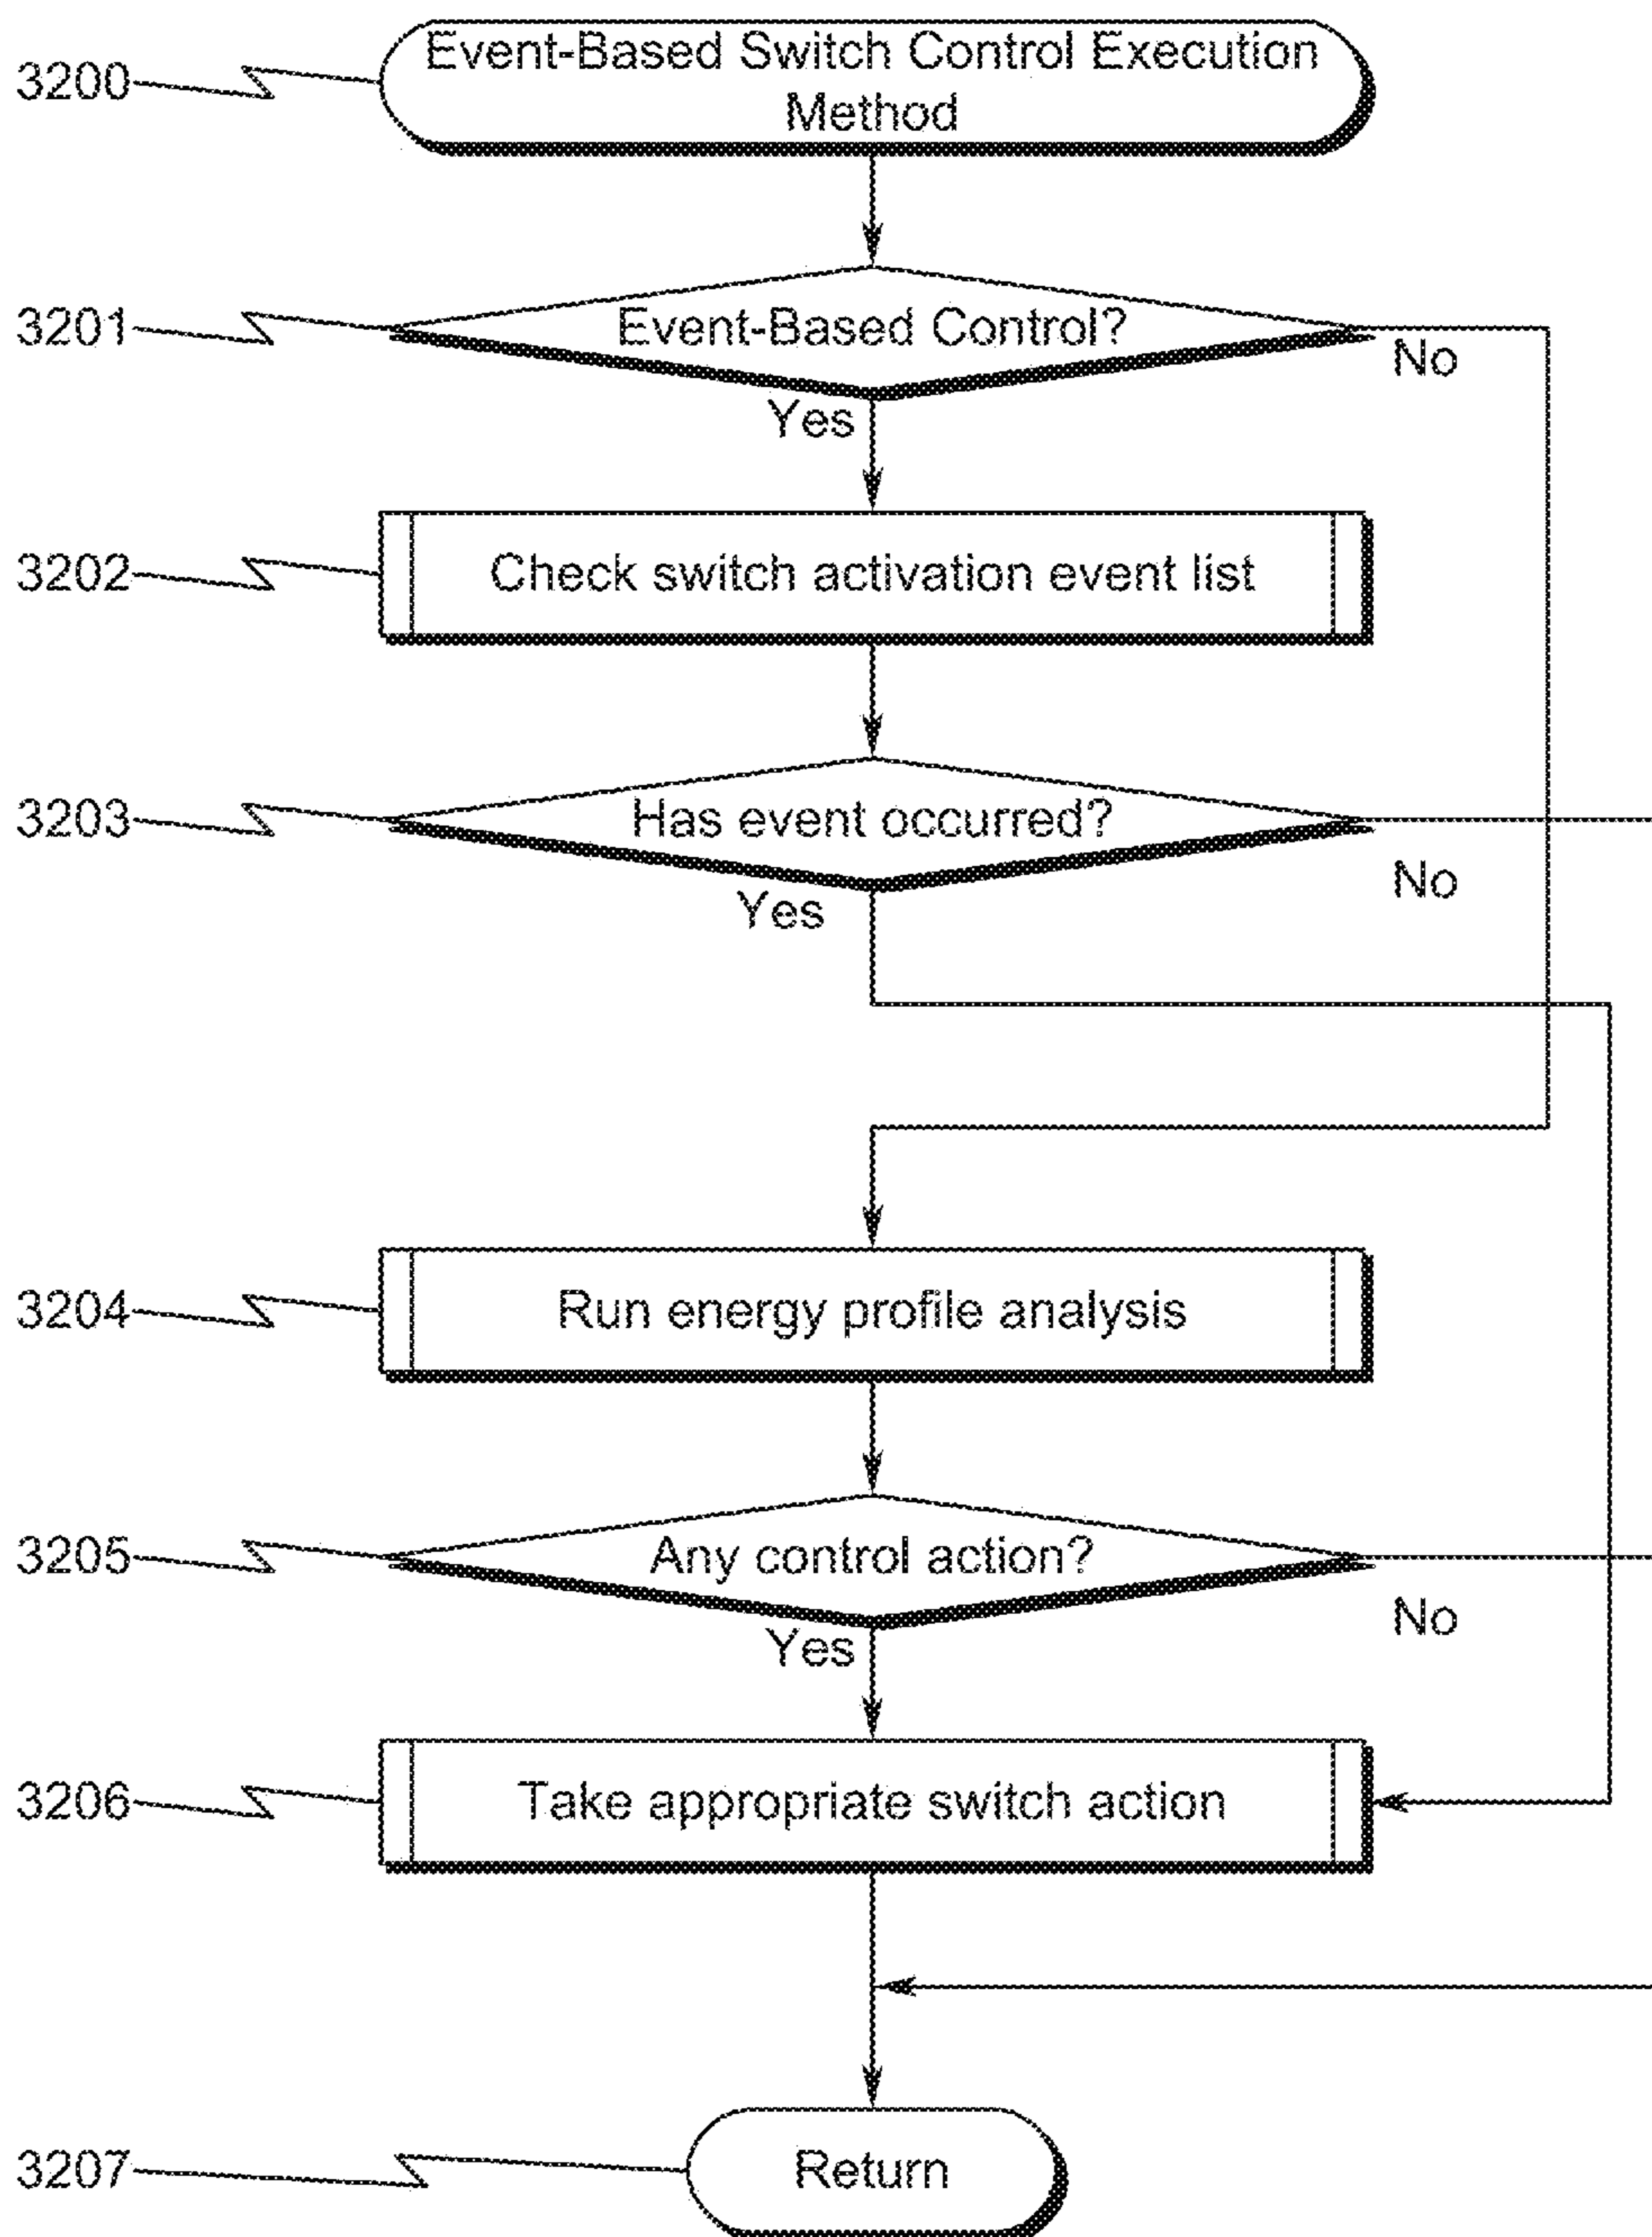 3200
Event-Based Switch Control Execution
Method
3201
Event-Based Control?
No
Yes
3202
Check switch activation event list
3203
Has event occurred?
No
Yes
3204
Run energy profile analysis
3205
Any control action?
No
Yes
3206
Take appropriate switch action
3207
Return